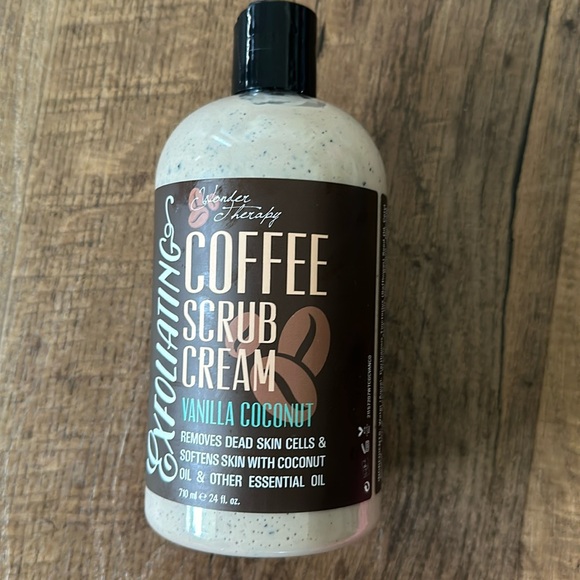 Wonder
Therapy
EXFOLIATING
COFFEE
SCRUB
CREAM
VANILLA COCONUT
REMOVES DEAD SKIN CELLS &
SOFTENS SKIN WITH COCONUT
OIL & OTHER ESSENTIAL OIL
710 ml e 24 fl. oz.